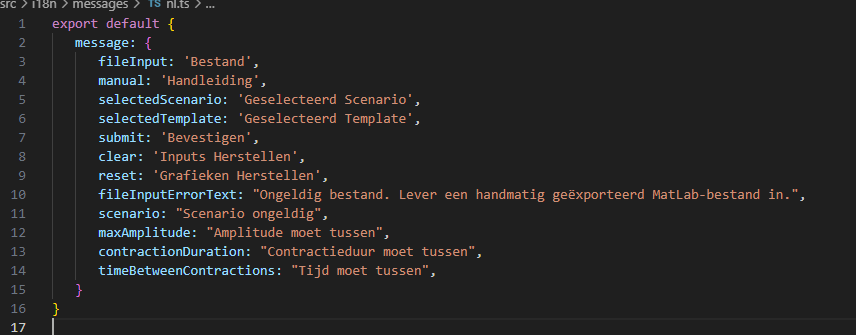 src > i18n > messages > TS nl.ts > ...
1 export default {
2 message: {
3 fileInput: 'Bestand',
4 manual: 'Handleiding',
5 selectedScenario: 'Geselecteerd Scenario',
6 selectedTemplate: 'Geselecteerd Template',
7 submit: 'Bevestigen',
8 clear: 'Inputs Herstellen',
9 reset: 'Grafieken Herstellen',
10 fileInputErrorText: "Ongeldig bestand. Lever een handmatig geëxporteerd MatLab-bestand in.",
11 scenario: "Scenario ongeldig",
12 maxAmplitude: "Amplitude moet tussen",
13 contractionDuration: "Contractieduur moet tussen",
14 timeBetweenContractions: "Tijd moet tussen",
15 }
16 }
17